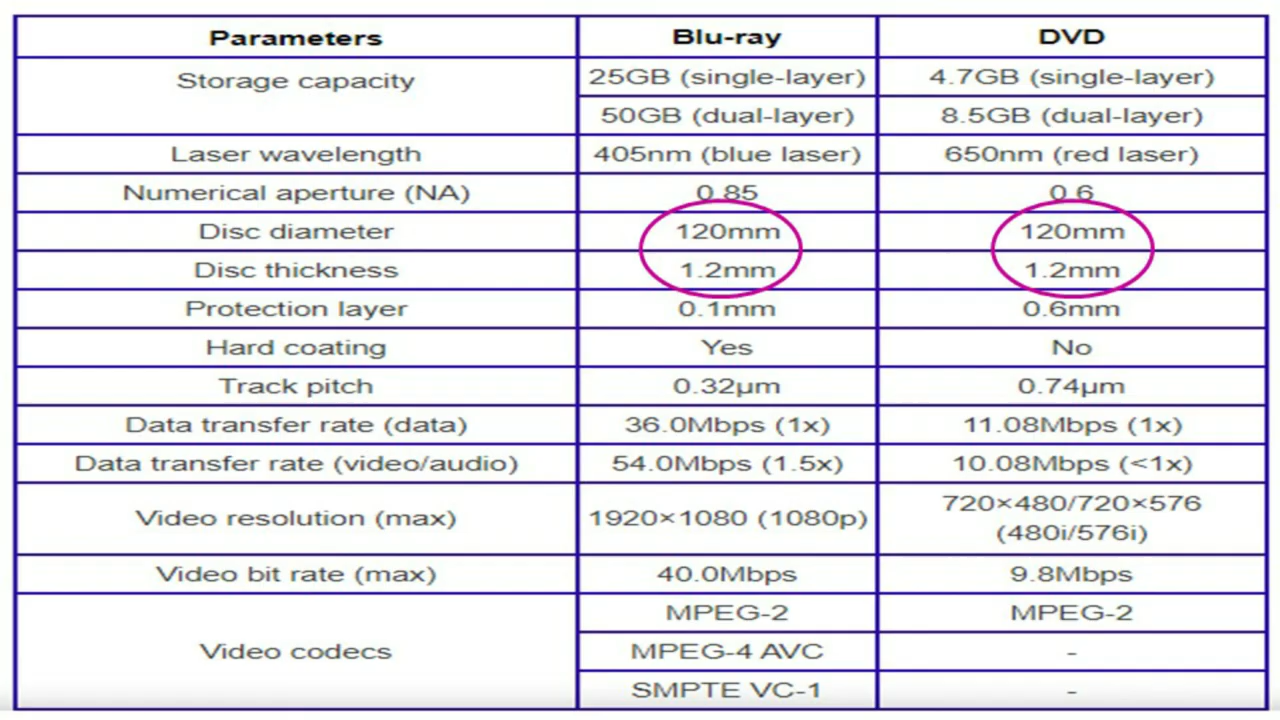 Parameters Blu-ray DVD
Storage capacity 25GB (single-layer) 4.7GB (single-layer)
50GB (dual-layer) 8.5GB (dual-layer)
Laser wavelength 405nm (blue laser) 650nm (red laser)
Numerical aperture (NA) 0.85 0.6
Disc diameter 120mm 120mm
Disc thickness 1.2mm 1.2mm
Protection layer 0.1mm 0.6mm
Hard coating Yes No
Track pitch 0.32µm 0.74µm
Data transfer rate (data) 36.0Mbps (1x) 11.08Mbps (1x)
Data transfer rate (video/audio) 54.0Mbps (1.5x) 10.08Mbps (<1x)
Video resolution (max) 1920×1080 (1080p) 720×480/720×576
(480i/576i)
Video bit rate (max) 40.0Mbps 9.8Mbps
MPEG-2 MPEG-2
Video codecs MPEG-4 AVC -
SMPTE VC-1 -